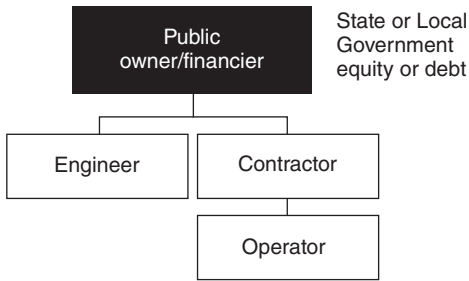 Public
owner/financier
State or Local
Government
equity or debt
Engineer
Contractor
Operator